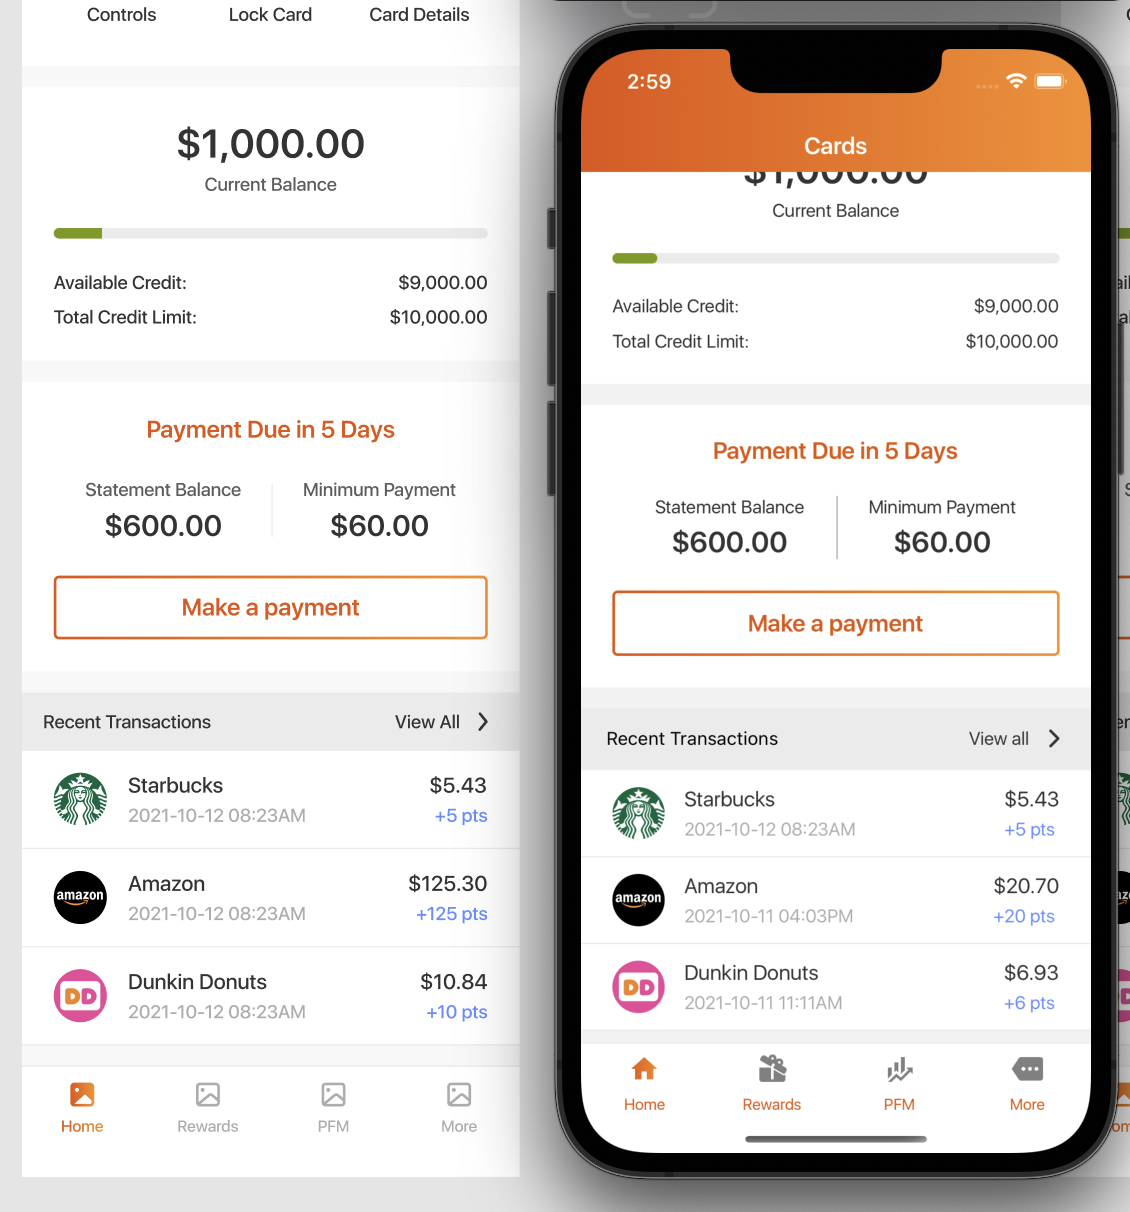 Controls
Lock Card
Card Details
$1,000.00
Current Balance
Available Credit:
$9,000.00
Total Credit Limit:
$10,000.00
Payment Due in 5 Days
Statement Balance
Minimum Payment
$600.00
$60.00
Make a payment
Recent Transactions
View All
Starbucks
$5.43
2021-10-12 08:23AM
+5 pts
amazon
Amazon
$125.30
2021-10-12 08:23AM
+125 pts
DD
Dunkin Donuts
$10.84
2021-10-12 08:23AM
+10 pts
Home
Rewards
PFM
More
2:59
Cards
$1,000.00
Current Balance
Available Credit:
$9,000.00
Total Credit Limit:
$10,000.00
Payment Due in 5 Days
Statement Balance
Minimum Payment
$600.00
$60.00
Make a payment
Recent Transactions
View all
Starbucks
$5.43
2021-10-12 08:23AM
+5 pts
amazon
Amazon
$20.70
2021-10-11 04:03PM
+20 pts
DD
Dunkin Donuts
$6.93
2021-10-11 11:11AM
+6 pts
Home
Rewards
PFM
More